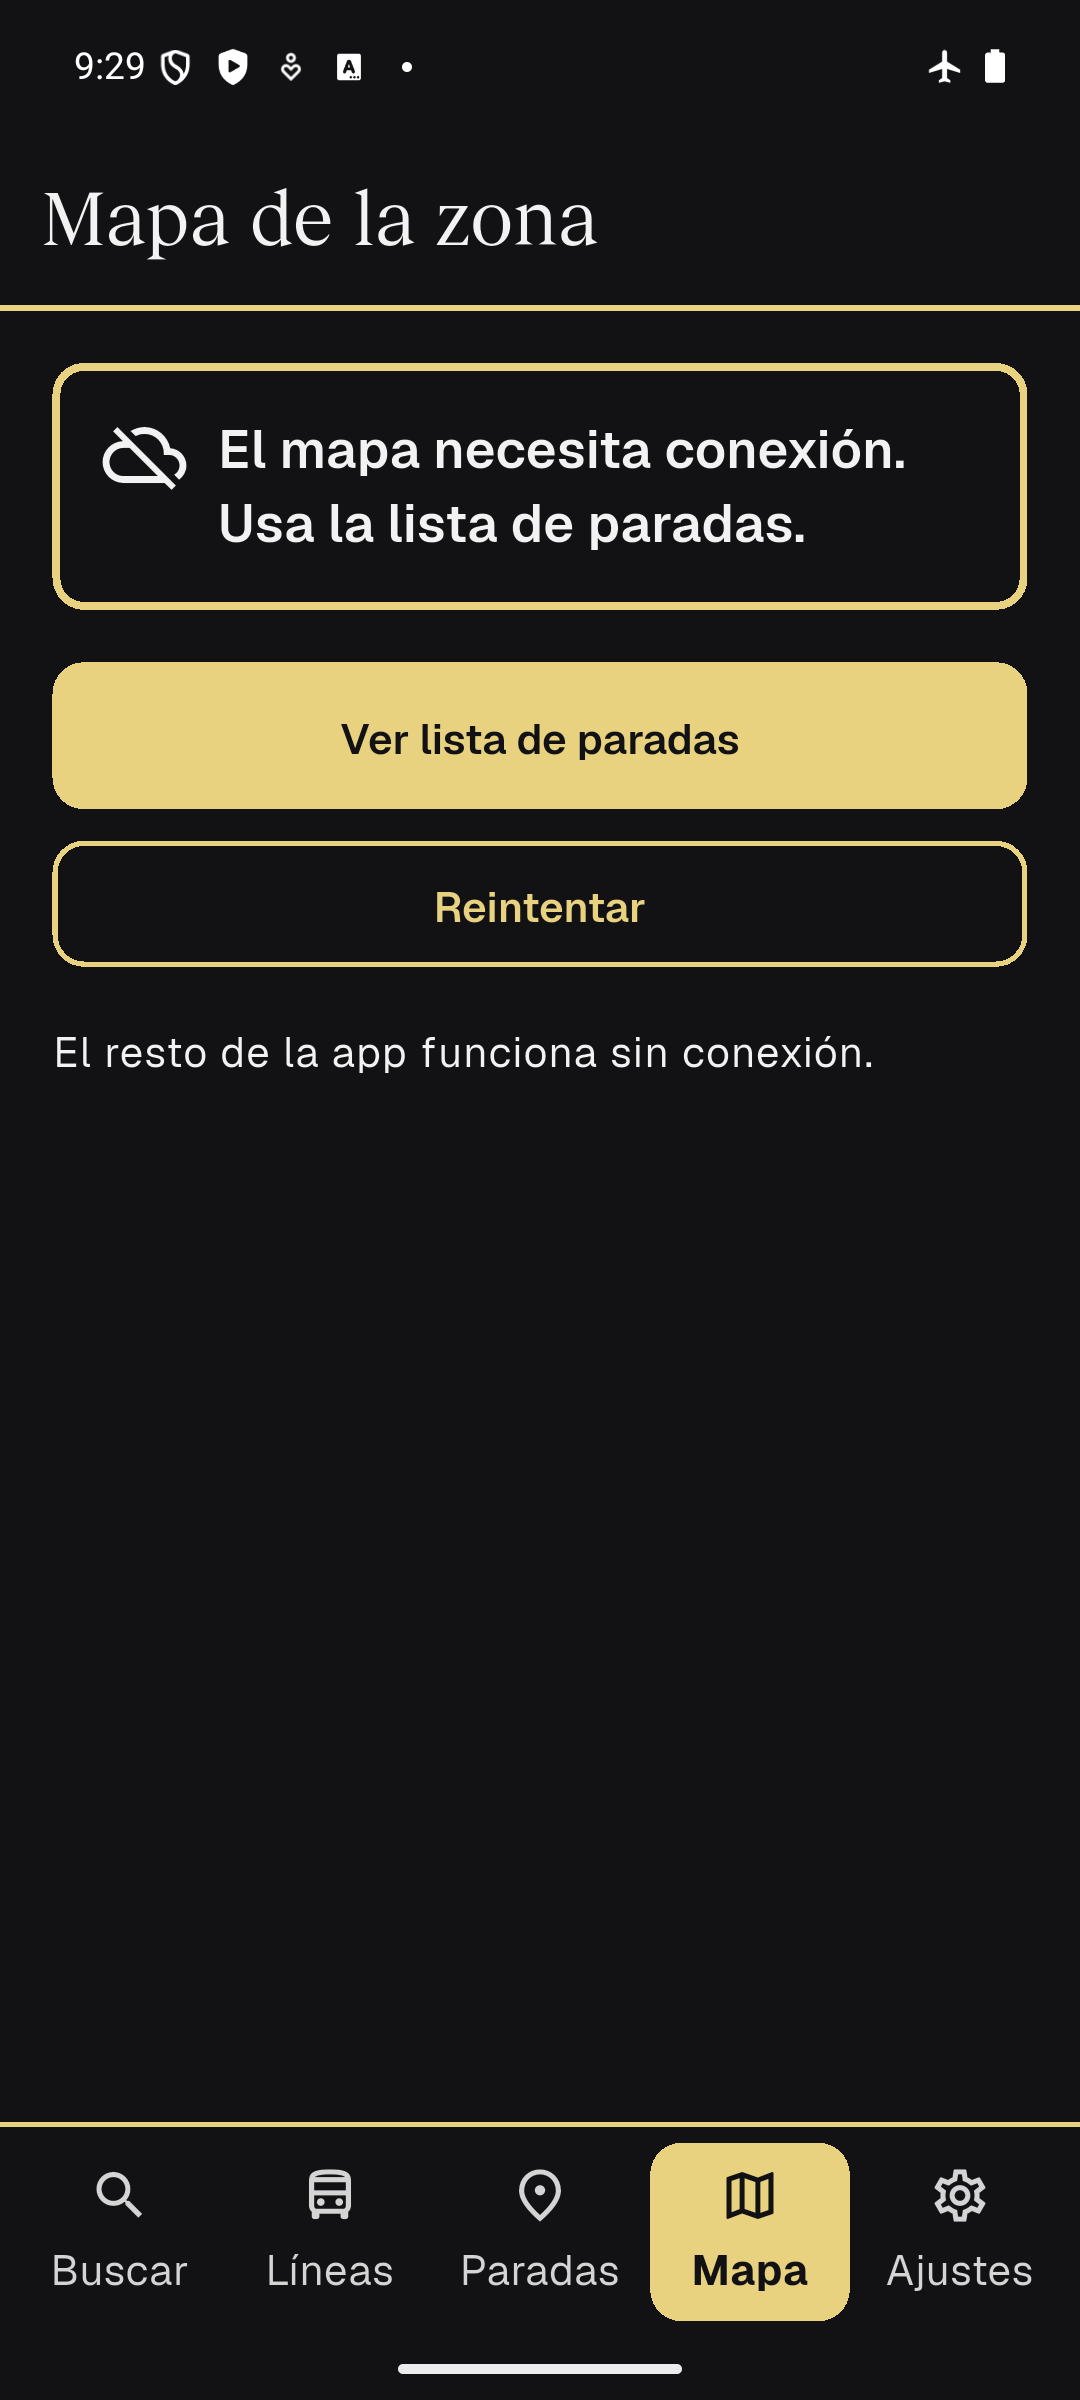 9:29
Mapa de la zona
El mapa necesita conexión.
Usa la lista de paradas.
Ver lista de paradas
Reintentar
El resto de la app funciona sin conexión.
Buscar
Líneas
Paradas
Mapa
Ajustes